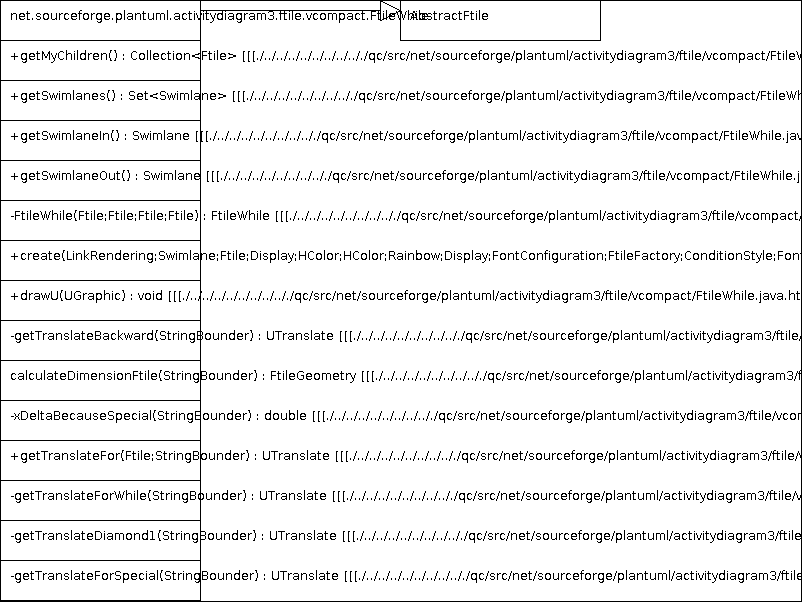 net.sourceforge.plantuml.activitydiagram3.ftile.vcompact.FtileWhile AbstractFtile
+getMyChildren() : Collection<Ftile> [[[./../../../../../../../../../qc/src/net/sourceforge/plantuml/activitydiagram3/ftile/vcompact/FtileW
+getSwimlanes() : Set<Swimlane> [[[./../../../../../../../../../qc/src/net/sourceforge/plantuml/activitydiagram3/ftile/vcompact/FtileWh
+getSwimlaneIn() : Swimlane [[[./../../../../../../../../../qc/src/net/sourceforge/plantuml/activitydiagram3/ftile/vcompact/FtileWhile.jav
+getSwimlaneOut() : Swimlane [[[./../../../../../../../../../qc/src/net/sourceforge/plantuml/activitydiagram3/ftile/vcompact/FtileWhile.j
-FtileWhile(Ftile;Ftile;Ftile;Ftile) : FtileWhile [[[./../../../../../../../../../qc/src/net/sourceforge/plantuml/activitydiagram3/ftile/vcompact/
+create(LinkRendering;Swimlane;Ftile;Display;HColor;HColor;Rainbow;Display;FontConfiguration;FtileFactory;ConditionStyle;Fon
+drawU(UGraphic) : void [[[./../../../../../../../../../qc/src/net/sourceforge/plantuml/activitydiagram3/ftile/vcompact/FtileWhile.java.ht
-getTranslateBackward(StringBounder) : UTranslate [[[./../../../../../../../../../qc/src/net/sourceforge/plantuml/activitydiagram3/ftile/
calculateDimensionFtile(StringBounder) : FtileGeometry [[[./../../../../../../../../../qc/src/net/sourceforge/plantuml/activitydiagram3/f
-xDeltaBecauseSpecial(StringBounder) : double [[[./../../../../../../../../../qc/src/net/sourceforge/plantuml/activitydiagram3/ftile/vcom
+getTranslateFor(Ftile;StringBounder) : UTranslate [[[./../../../../../../../../../qc/src/net/sourceforge/plantuml/activitydiagram3/ftile/v
-getTranslateForWhile(StringBounder) : UTranslate [[[./../../../../../../../../../qc/src/net/sourceforge/plantuml/activitydiagram3/ftile/v
-getTranslateDiamond1(StringBounder) : UTranslate [[[./../../../../../../../../../qc/src/net/sourceforge/plantuml/activitydiagram3/ftile
-getTranslateForSpecial(StringBounder) : UTranslate [[[./../../../../../../../../../qc/src/net/sourceforge/plantuml/activitydiagram3/ftile